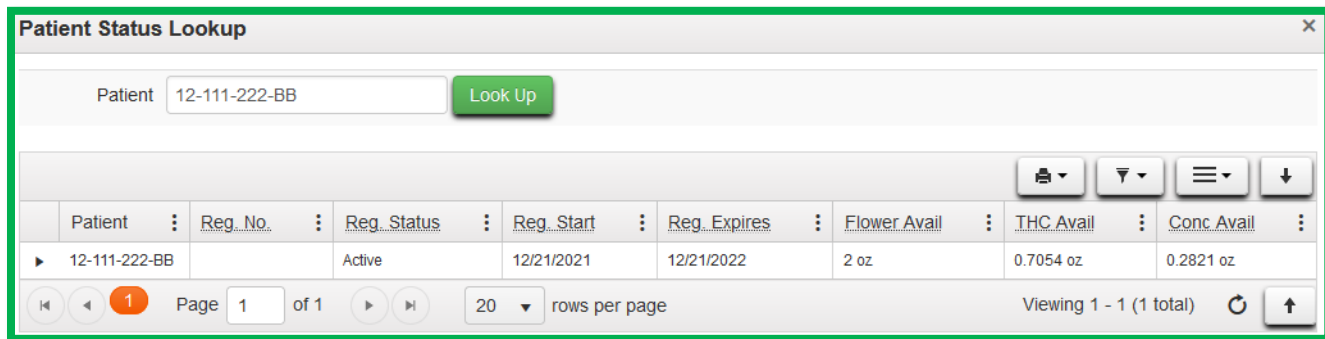 Patient Status Lookup ×
Patient 12-111-222-BB Look Up
Patient Reg. No. Reg. Status Reg. Start Reg. Expires Flower Avail THC Avail Conc Avail
12-111-222-BB Active 12/21/2021 12/21/2022 2 oz 0.7054 oz 0.2821 oz
1 Page 1 of 1 20 rows per page Viewing 1 - 1 (1 total)